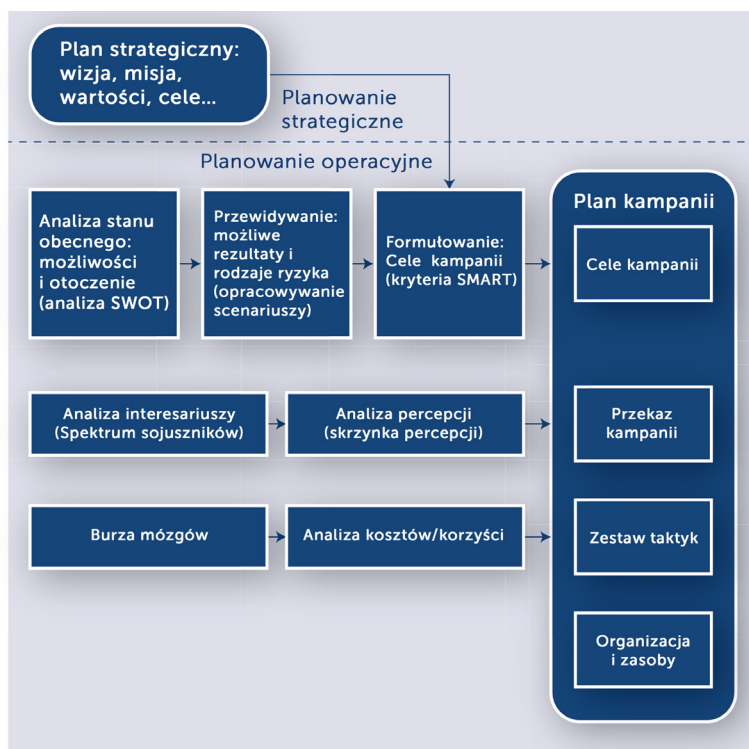 Plan strategiczny:
wizja, misja,
wartości, cele...
Planowanie
strategiczne
Planowanie operacyjne
Analiza stanu
obecnego:
możliwości
i otoczenie
(analiza SWOT)
Przewidywanie:
możliwe
rezultaty i
rodzaje ryzyka
(opracowywanie
scenariuszy)
Formułowanie:
Cele kampanii
(kryteria SMART)
Plan kampanii
Cele kampanii
Analiza interesariuszy
(Spektrum sojuszników)
Analiza percepcji
(skrzynka percepcji)
Przekaz
kampanii
Burza mózgów
Analiza kosztów/korzyści
Zestaw taktyk
Organizacja
i zasoby